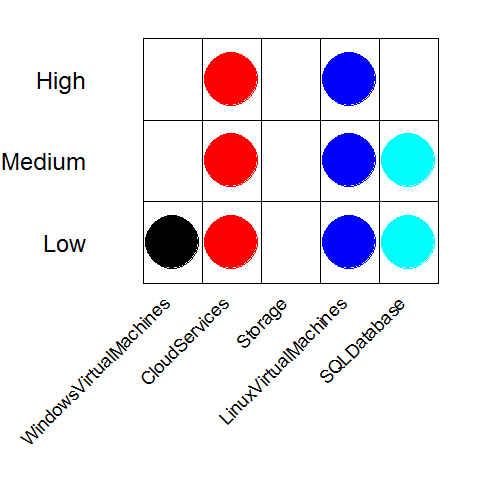 High
Medium
Low
WindowsVirtualMachines
CloudServices
Storage
LinuxVirtualMachines
SQLDatabase